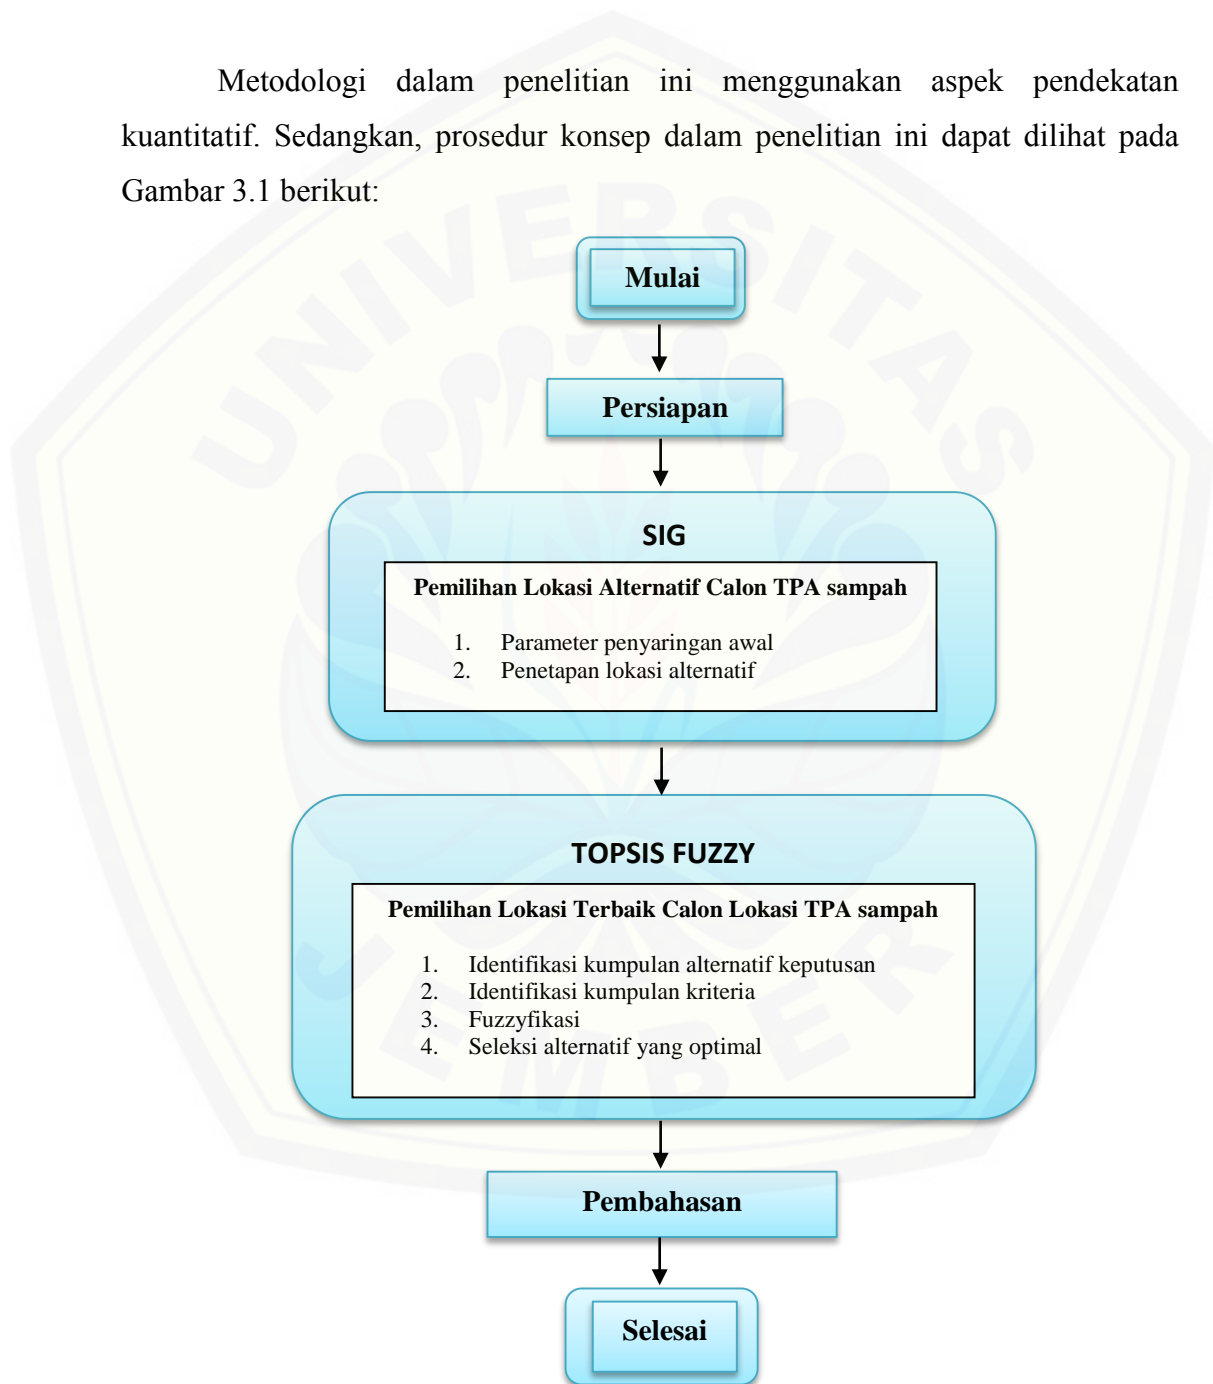 Metodologi dalam penelitian ini menggunakan aspek pendekatan
kuantitatif. Sedangkan, prosedur konsep dalam penelitian ini dapat dilihat pada
Gambar 3.1 berikut:
UNIVERSITAS
Mulai
Persiapan
SIG
Pemilihan Lokasi Alternatif Calon TPA sampah
1. Parameter penyaringan awal
2. Penetapan lokasi alternatif
TOPSIS FUZZY
Pemilihan Lokasi Terbaik Calon Lokasi TPA sampah
1. Identifikasi kumpulan alternatif keputusan
2. Identifikasi kumpulan kriteria
3. Fuzzyfikasi
4. Seleksi alternatif yang optimal
JEMBER
Pembahasan
Selesai